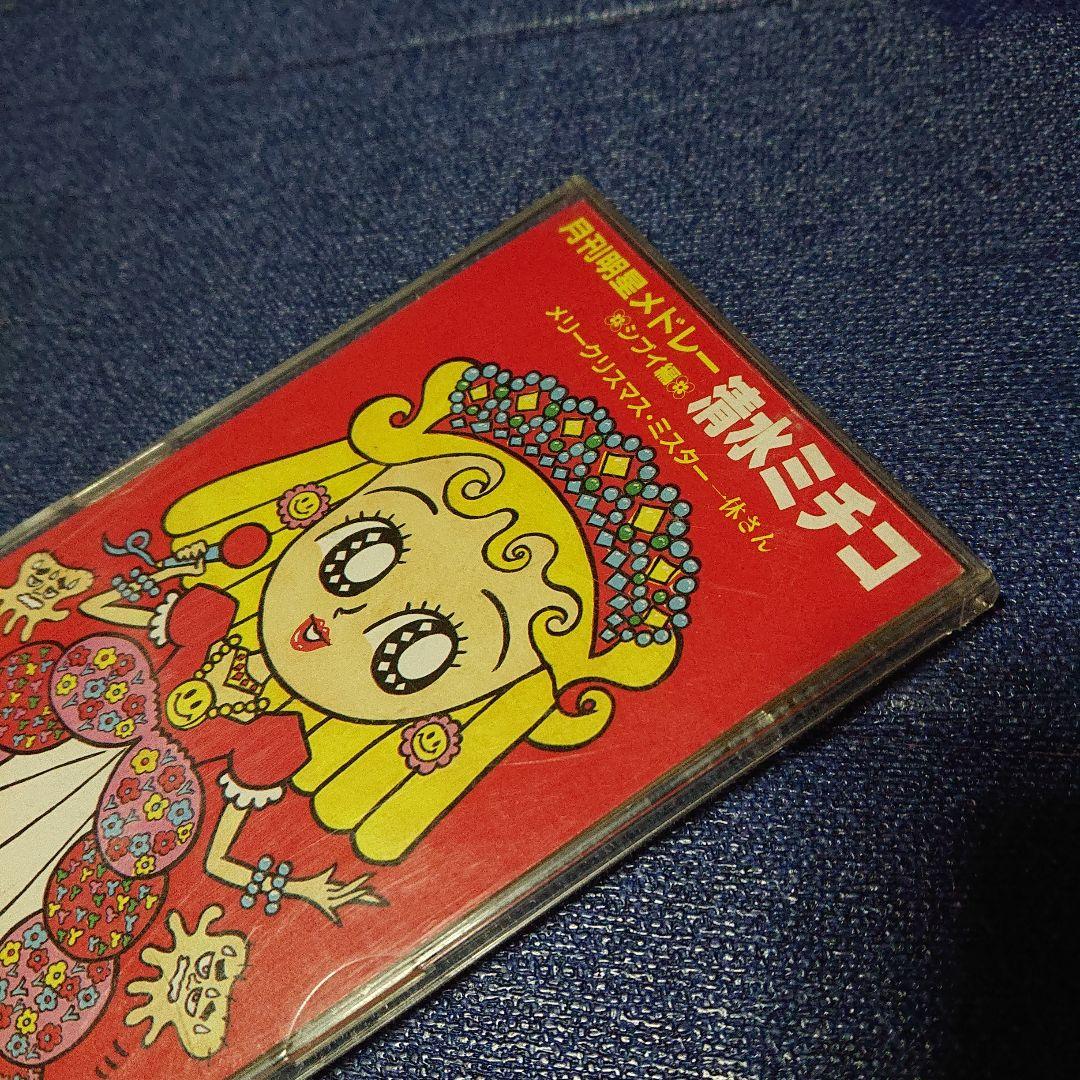 月刊明星メドレー
シブイ編
メリークリスマス・ミスター一休さん
清水ミチコ